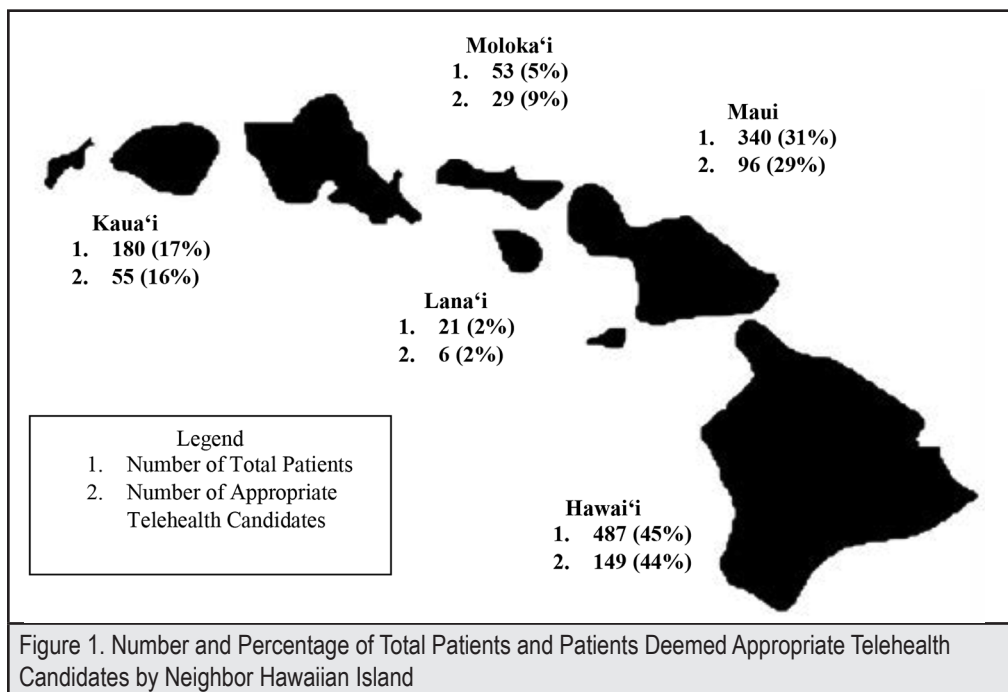 Moloka‘i
1. 53 (5%)
2. 29 (9%)
Maui
1. 340 (31%)
2. 96 (29%)
Kaua‘i
1. 180 (17%)
2. 55 (16%)
Lana‘i
1. 21 (2%)
2. 6 (2%)
Legend
1. Number of Total Patients
2. Number of Appropriate
Telehealth Candidates
Hawai‘i
1. 487 (45%)
2. 149 (44%)
Figure 1. Number and Percentage of Total Patients and Patients Deemed Appropriate Telehealth
Candidates by Neighbor Hawaiian Island